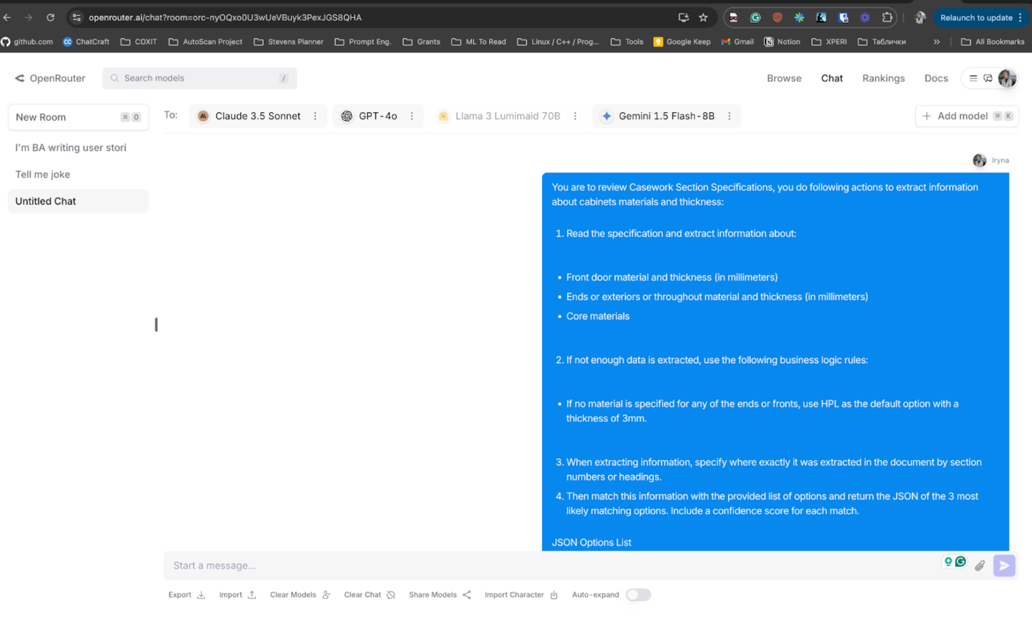 openrouter.ai/chat?room=orc-nyOQxo0U3wUeVBuyk3PexJGS8QHA
Relaunch to update
github.com ChatCraft COXIT AutoScan Project Stevens Planner Prompt Eng. Grants ML To Read Linux / C++ / Prog... Tools Google Keep Gmail Notion XPERI Таблички » All Bookmarks
OpenRouter
Search models /
Browse Chat Rankings Docs
New Room ⌘ O
To: Claude 3.5 Sonnet GPT-4o Llama 3 Lumimaid 70B Gemini 1.5 Flash-8B
+ Add model ⌘ K
I'm BA writing user stori
Tell me joke
Untitled Chat
Iryna
You are to review Casework Section Specifications, you do following actions to extract information
about cabinets materials and thickness:
1. Read the specification and extract information about:
• Front door material and thickness (in millimeters)
• Ends or exteriors or throughout material and thickness (in millimeters)
• Core materials
2. If not enough data is extracted, use the following business logic rules:
• If no material is specified for any of the ends or fronts, use HPL as the default option with a
thickness of 3mm.
3. When extracting information, specify where exactly it was extracted in the document by section
numbers or headings.
4. Then match this information with the provided list of options and return the JSON of the 3 most
likely matching options. Include a confidence score for each match.
JSON Options List
Start a message...
Export Import Clear Models Clear Chat Share Models Import Character Auto-expand